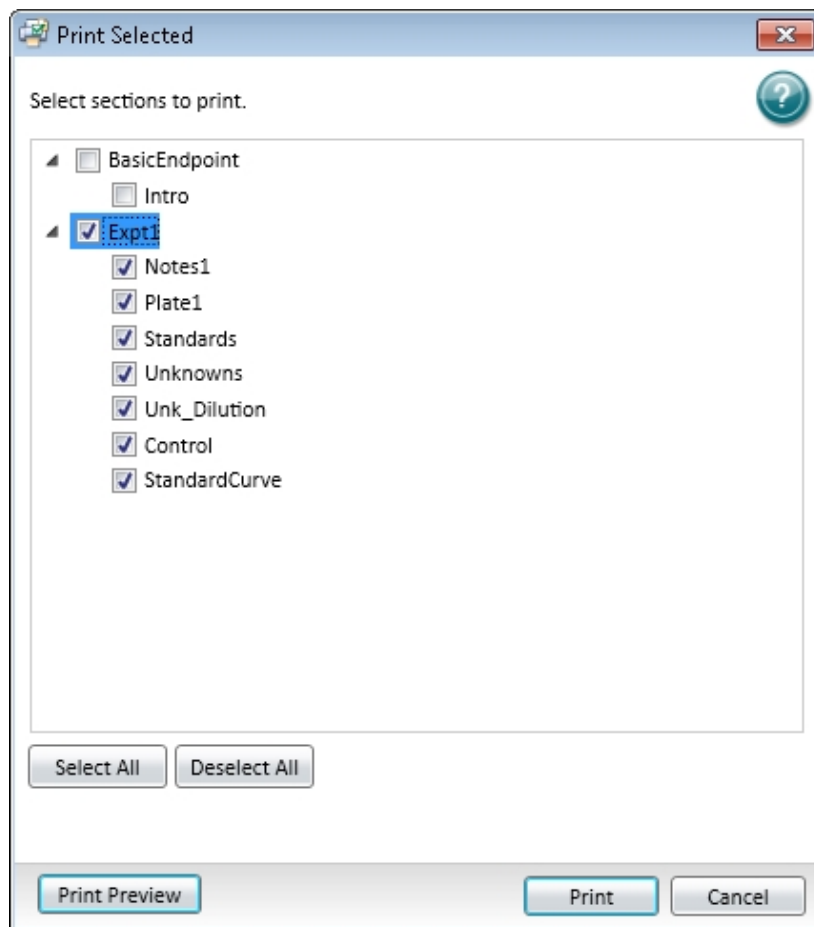 Print Selected
Select sections to print.
?
BasicEndpoint
Intro
Expt1
Notes1
Plate1
Standards
Unknowns
Unk_Dilution
Control
StandardCurve
Select All Deselect All
Print Preview Print Cancel